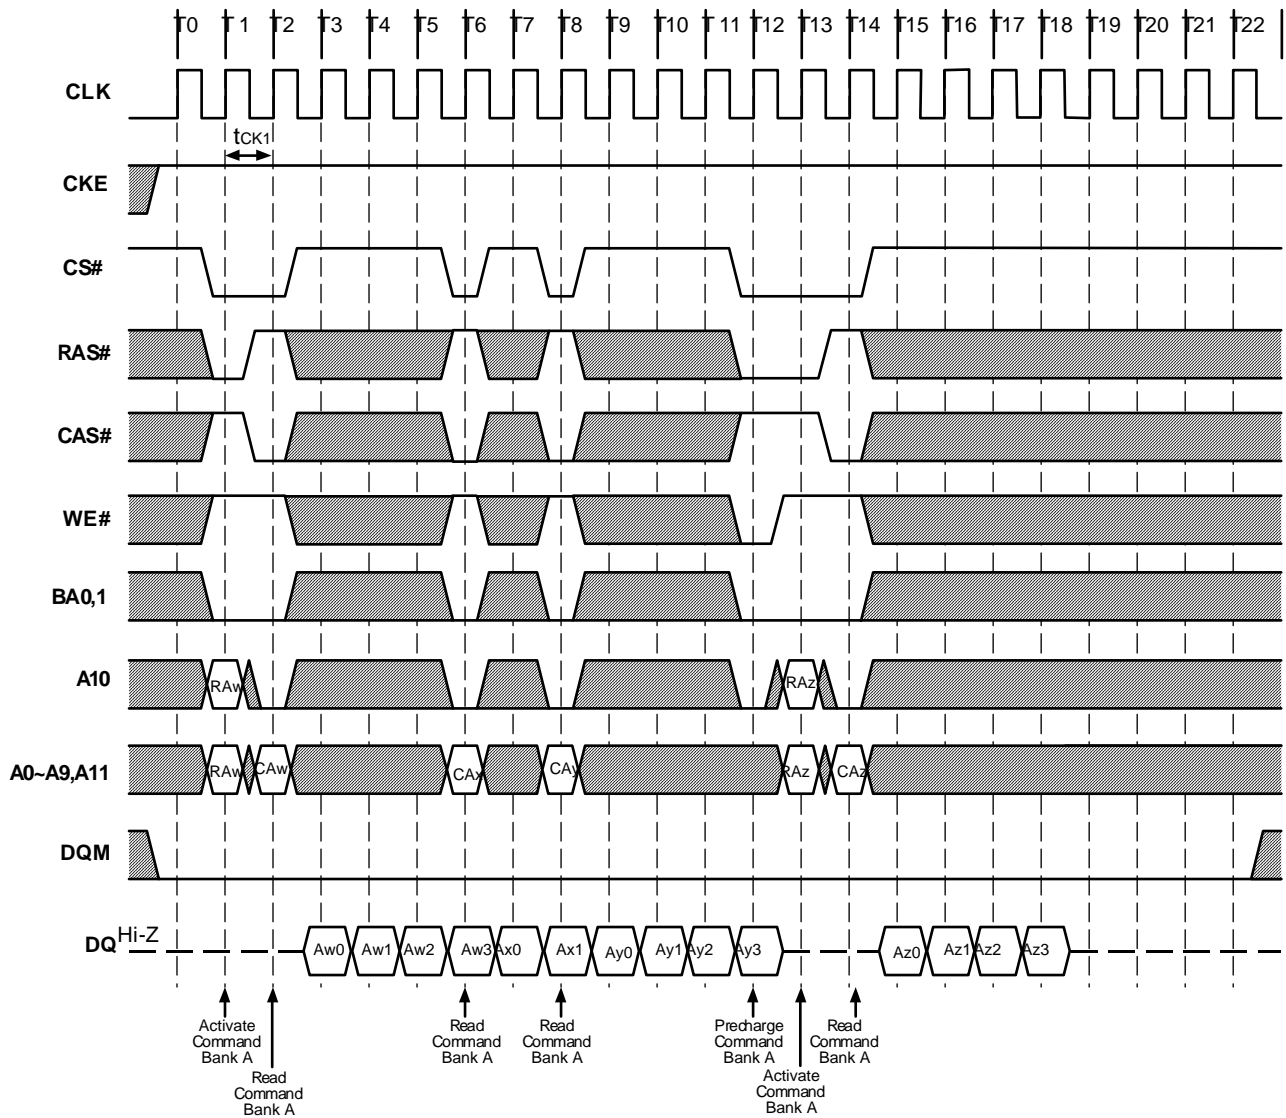 T0 T1 T2 T3 T4 T5 T6 T7 T8 T9 T10 T11 T12 T13 T14 T15 T16 T17 T18 T19 T20 T21 T22
CLK
tCK1
CKE
CS#
RAS#
CAS#
WE#
BA0,1
A10 RAw RAz
A0~A9,A11 RAw CAw CAx CAy RAz CAz
DQM
DQ Hi-Z Aw0 Aw1 Aw2 Aw3 Ax0 Ax1 Ay0 Ay1 Ay2 Ay3 Az0 Az1 Az2 Az3
Activate
Command
Bank A
Read
Command
Bank A
Read
Command
Bank A
Read
Command
Bank A
Precharge
Command
Bank A
Activate
Command
Bank A
Read
Command
Bank A